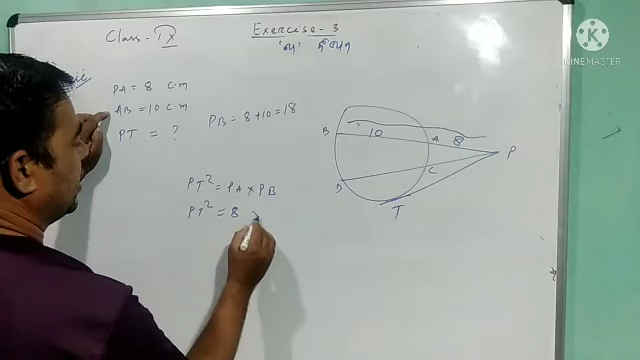 Class-IX
Exercise-3
PA = 8 C.m
AB = 10 C.m
PT = ?
PB = 8+10=18
PT² = PA × PB
PT² = 8 ×
B
10
A
8
P
C
D
T
KINEMASTER